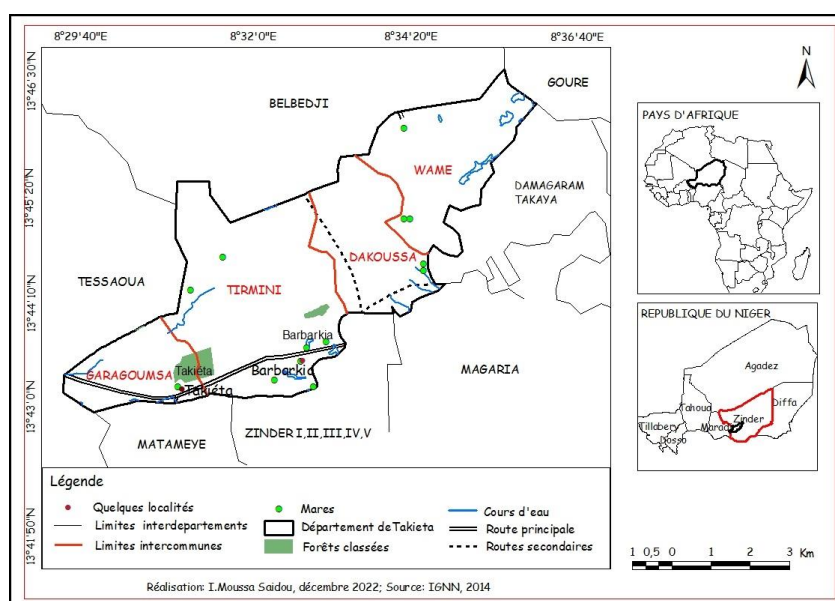 8°29'40"E 8°32'0"E 8°34'20"E 8°36'40"E
13°46'30"N
13°45'20"N
13°44'10"N
13°43'0"N
13°41'50"N
N
GOURE
BELBEDJI
WAME
DAMAGARAM
TAKAYA
DAKOUSSA
TESSAOUA
TIRMINI
Barbarkia
Barbarkia
GARAGOUMSA
Takiéta
Takiéta
MAGARIA
MATAMEYE
ZINDER I,II,III,IV,V
PAYS D'AFRIQUE
REPUBLIQUE DU NIGER
Agadez
Diffa
Tahoua
Zinder
Maradi
Tillabery
Dosso
Légende
Quelques localités
Mares
Cours d'eau
Limites interdepartements
Département de Takieta
Route principale
Limites intercommunes
Forêts classées
Routes secondaires
1 0,5 0 1 2 3 Km
Réalisation: I.Moussa Saidou, décembre 2022; Source: IGNN, 2014